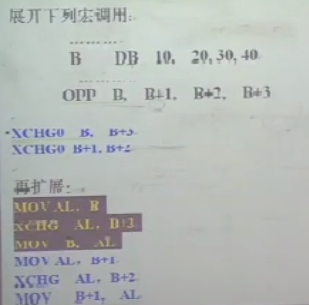 展开下列宏调用:
........
B DB 10, 20, 30, 40
........
OPP B, B+1, B+2, B+3
XCHG0 B, B+3
XCHG0 B+1, B+2
再扩展:
MOV AL, B
XCHG AL, B+3
MOV B, AL
MOV AL, B+1
XCHG AL, B+2
MOV B+1, AL